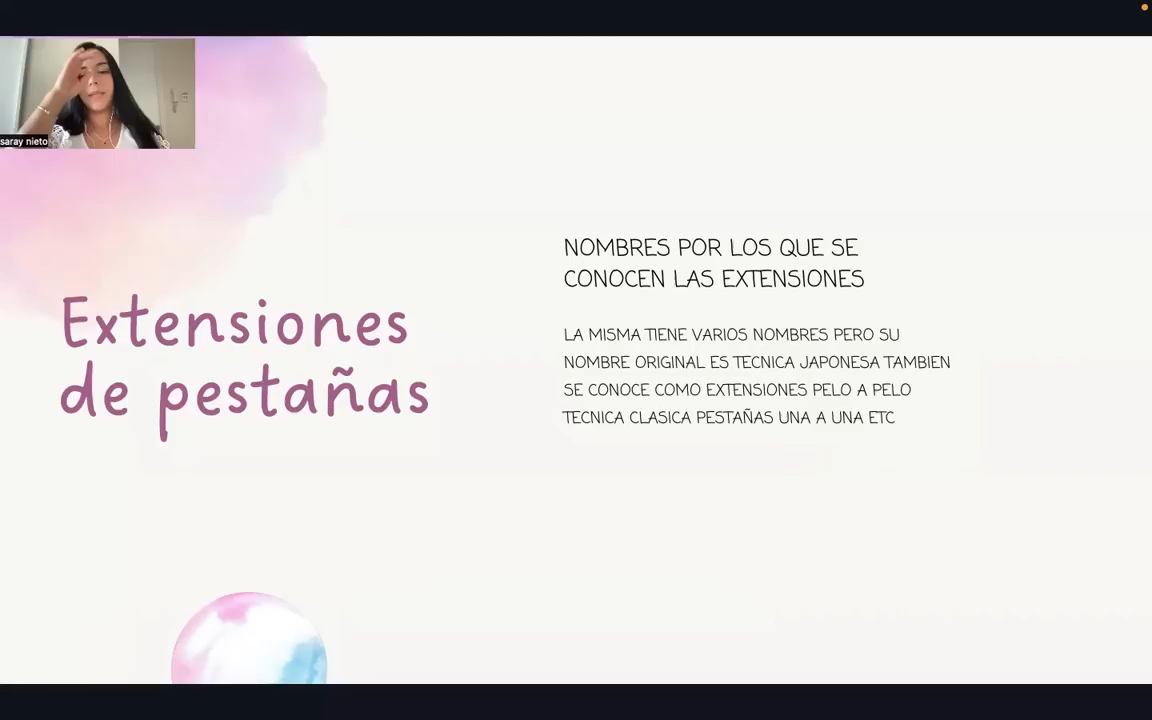 saray nieto
Extensiones
de pestañas
NOMBRES POR LOS QUE SE
CONOCEN LAS EXTENSIONES
LA MISMA TIENE VARIOS NOMBRES PERO SU
NOMBRE ORIGINAL ES TECNICA JAPONESA TAMBIEN
SE CONOCE COMO EXTENSIONES PELO A PELO
TECNICA CLASICA PESTAÑAS UNA A UNA ETC